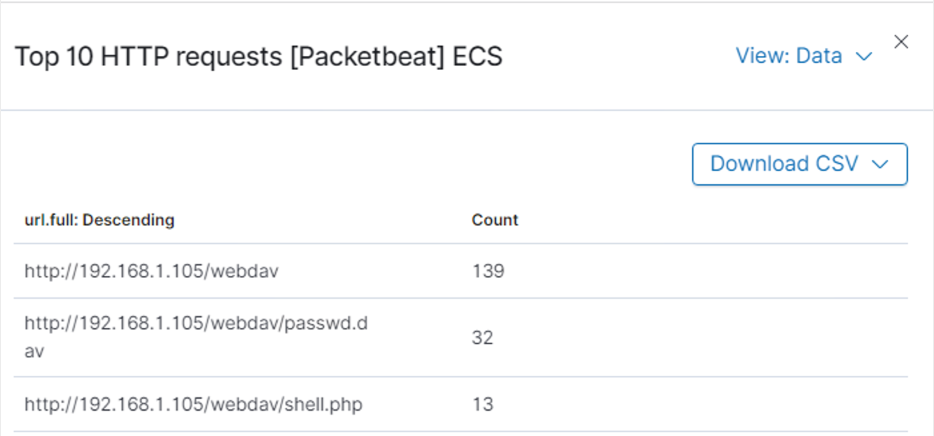 Top 10 HTTP requests [Packetbeat] ECS
View: Data
Download CSV
url.full: Descending Count
http://192.168.1.105/webdav 139
http://192.168.1.105/webdav/passwd.d
av 32
http://192.168.1.105/webdav/shell.php 13